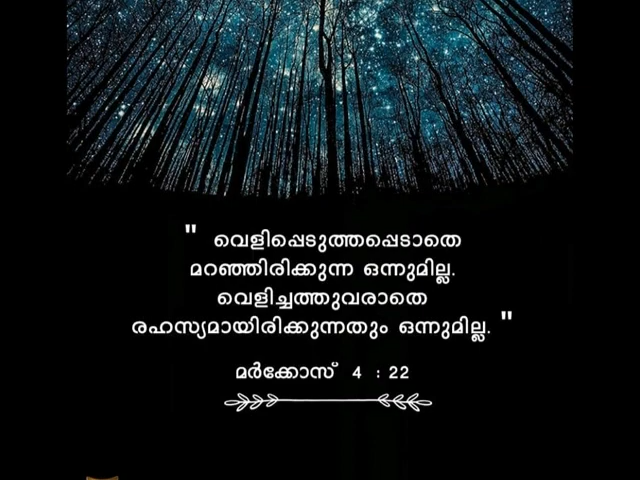 " വെളിപ്പെടുത്തപ്പെടാതെ
മറഞ്ഞിരിക്കുന്ന ഒന്നുമില്ല.
വെളിച്ചത്തുവരാതെ
രഹസ്യമായിരിക്കുന്നതും ഒന്നുമില്ല. "
മർക്കോസ് 4 : 22